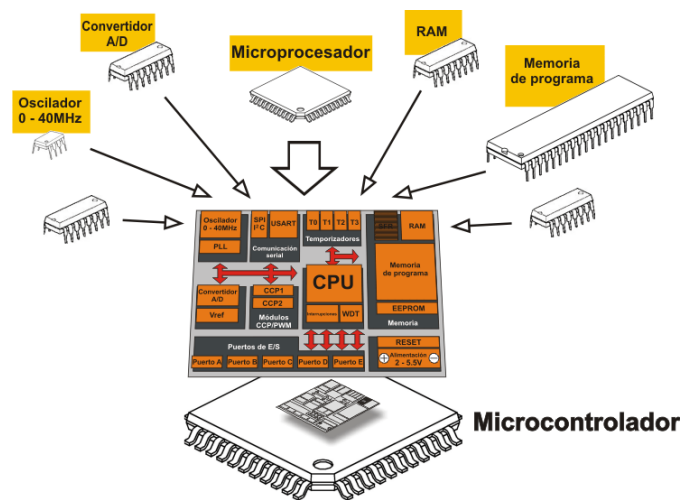 Convertidor
A/D
Microprocesador
RAM
Memoria
de programa
Oscilador
0 - 40MHz
Oscilador
0 - 40MHz
PLL
SPI
I²C
USART
Comunicación
serial
T0
T1
T2
T3
Temporizadores
SFR
RAM
Memoria
de programa
EEPROM
Memoria
Convertidor
A/D
Vref
CCP1
CCP2
Módulos
CCP/PWM
CPU
Interrupciones
WDT
Puertos de E/S
Puerto A
Puerto B
Puerto C
Puerto D
Puerto E
RESET
Alimentación
2 - 5.5V
Microcontrolador